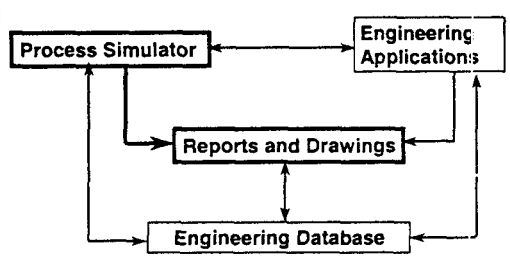 Process Simulator
Engineering
Applications
Reports and Drawings
Engineering Database